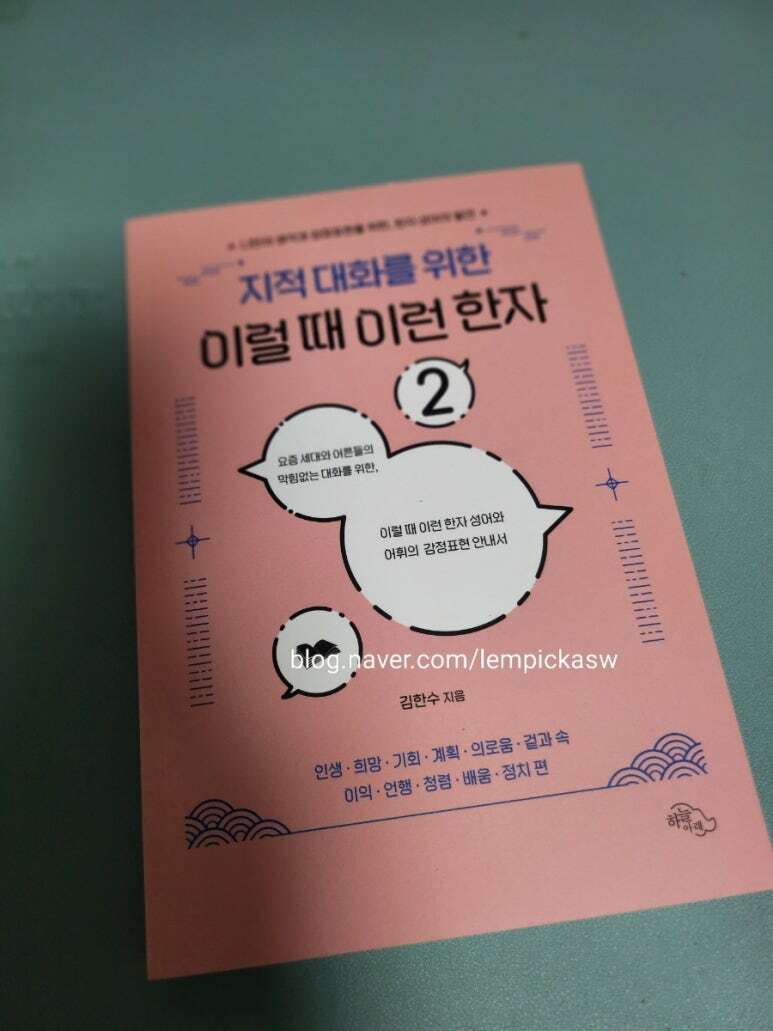 지적 대화를 위한
이럴 때 이런 한자
2
요즘 세대와 어른들의
막힘없는 대화를 위한,
이럴 때 이런 한자 성어와
어휘의 감정표현 안내서
blog.naver.com/lempickasw
김한수 지음
인생·희망·기회·계획·의로움·겉과 속
이익·언행·청렴·배움·정치 편
하늘
아래